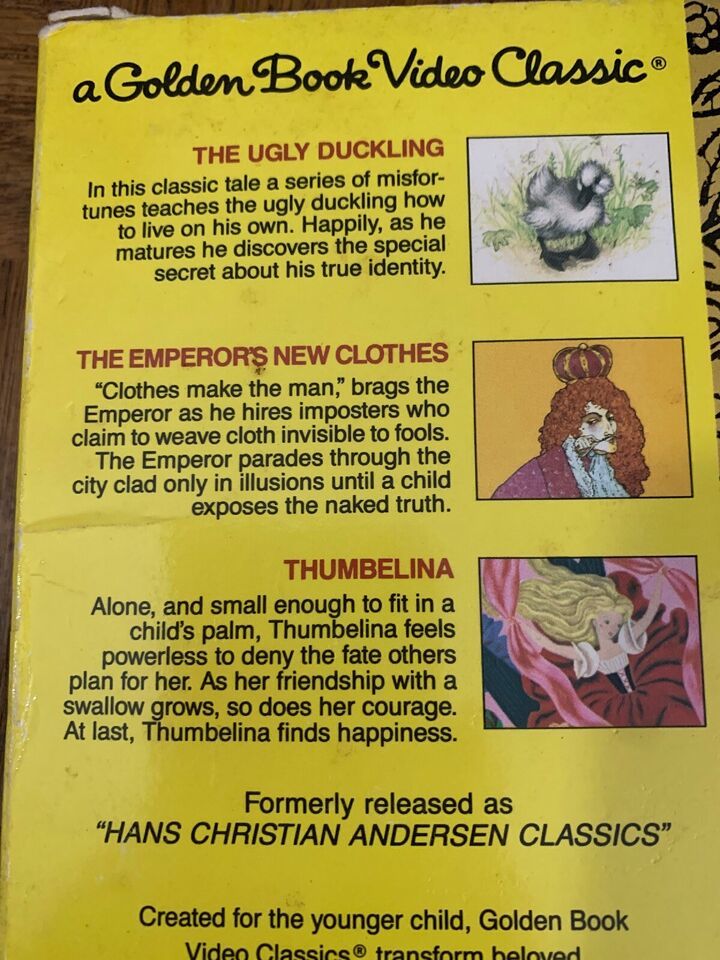 a Golden Book Video Classic®
THE UGLY DUCKLING
In this classic tale a series of misfor-
tunes teaches the ugly duckling how
to live on his own. Happily, as he
matures he discovers the special
secret about his true identity.
THE EMPEROR'S NEW CLOTHES
“Clothes make the man,” brags the
Emperor as he hires imposters who
claim to weave cloth invisible to fools.
The Emperor parades through the
city clad only in illusions until a child
exposes the naked truth.
THUMBELINA
Alone, and small enough to fit in a
child's palm, Thumbelina feels
powerless to deny the fate others
plan for her. As her friendship with a
swallow grows, so does her courage.
At last, Thumbelina finds happiness.
Formerly released as
“HANS CHRISTIAN ANDERSEN CLASSICS”
Created for the younger child, Golden Book
Video Classics® transform beloved